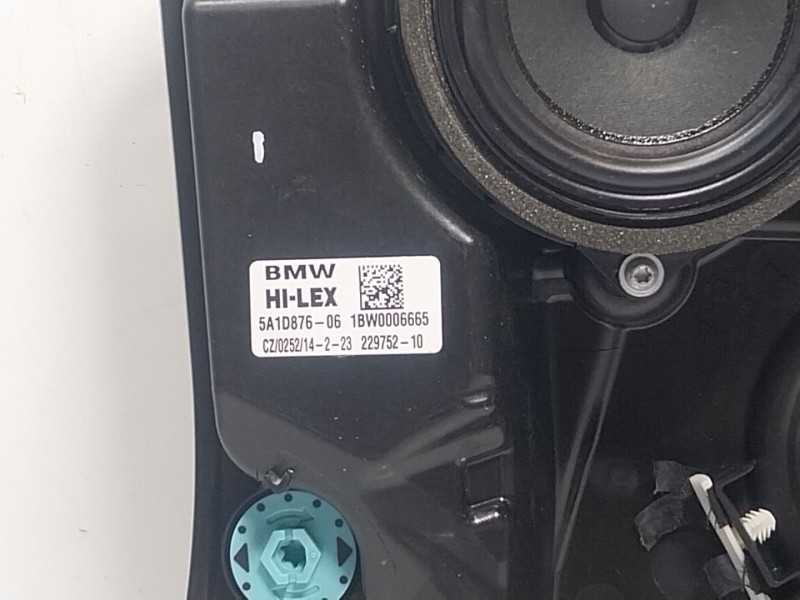 BMW
HI-LEX
5A1D876-06 1BW0006665
CZ/0252/14-2-23 229752-10